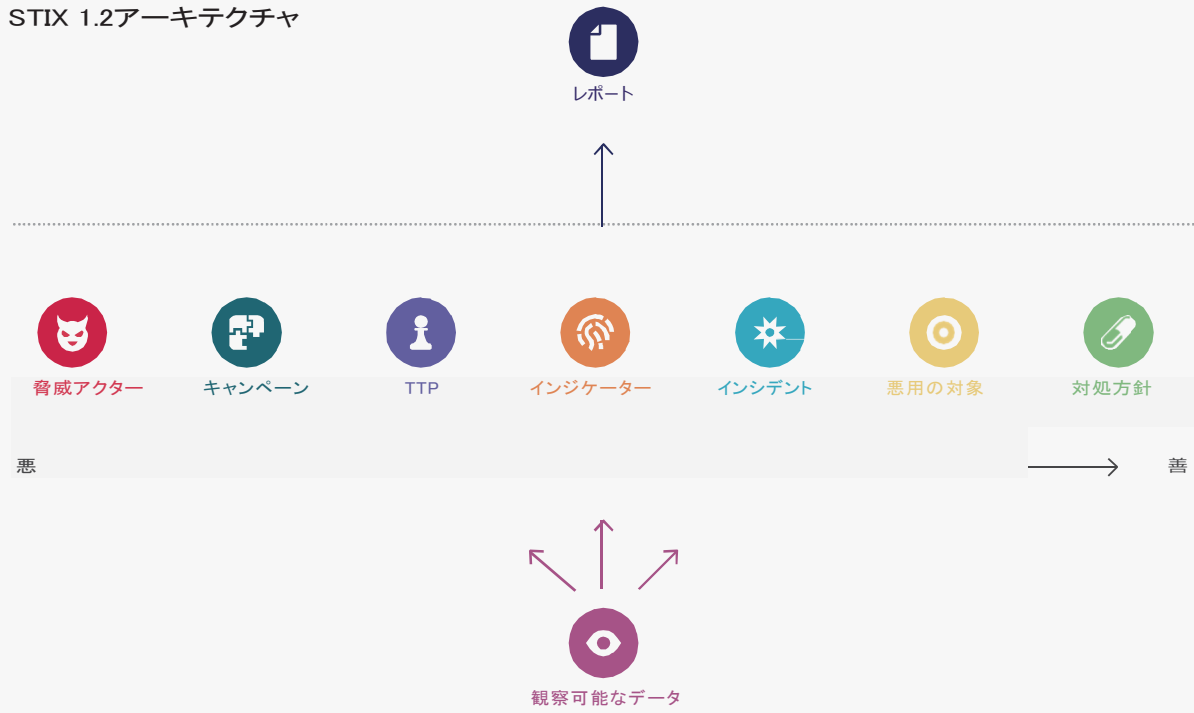 STIX 1.2アーキテクチャ
レポート
脅威アクター
キャンペーン
TTP
インジケーター
インシデント
悪用の対象
対処方針
悪
善
観察可能なデータ